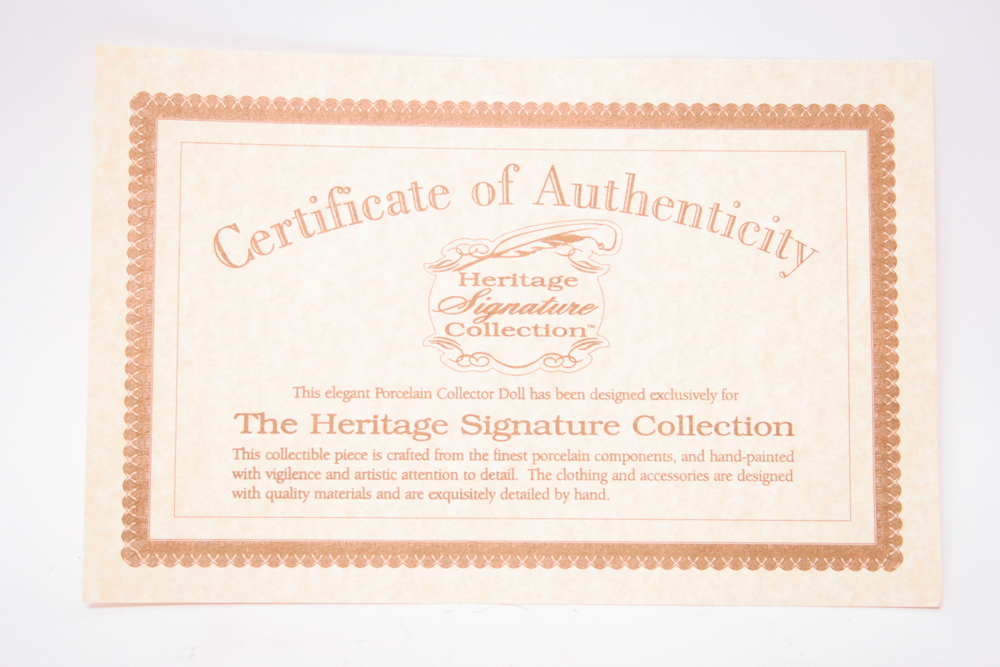 Certificate of Authenticity
Heritage
Signature
Collection™
This elegant Porcelain Collector Doll has been designed exclusively for
The Heritage Signature Collection
This collectible piece is crafted from the finest porcelain components, and hand-painted
with vigilence and artistic attention to detail. The clothing and accessories are designed
with quality materials and are exquisitely detailed by hand.